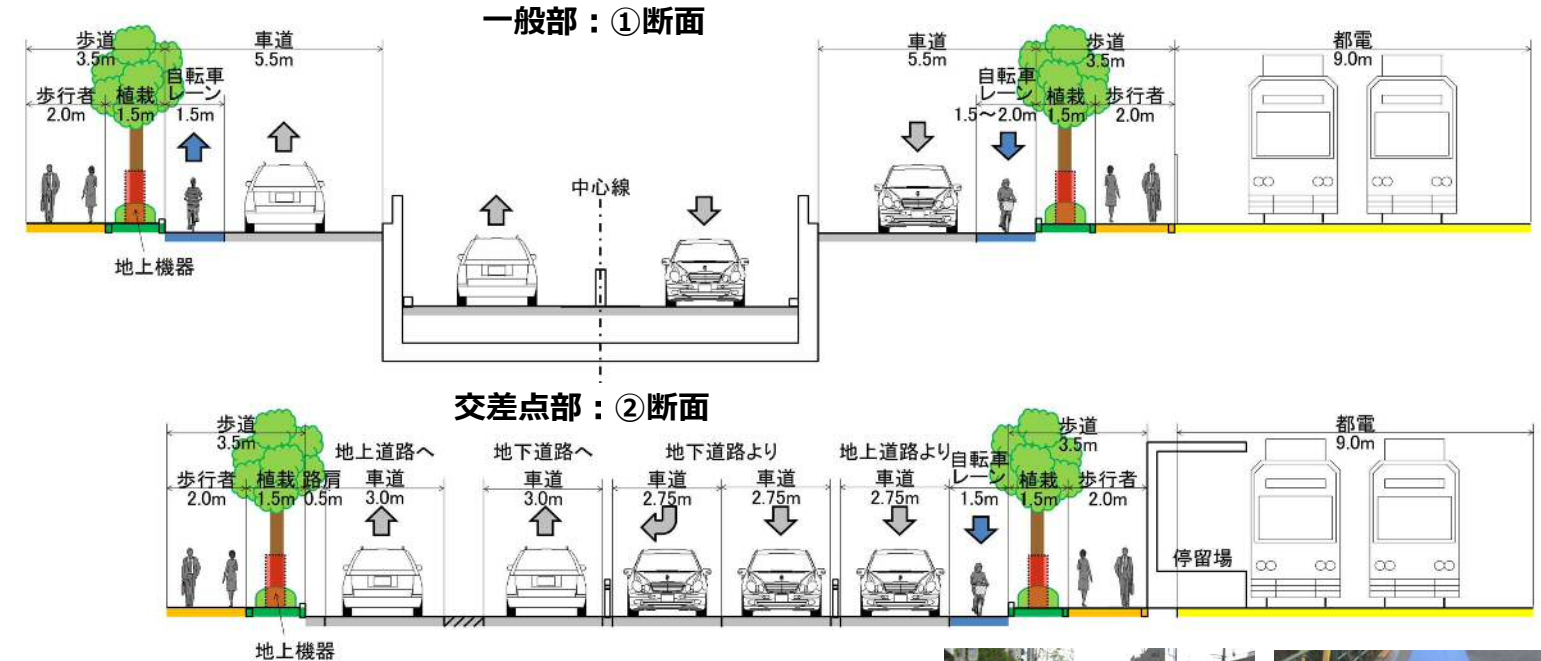 一般部：①断面
歩道
3.5m
車道
5.5m
歩行者
2.0m
植栽
1.5m
自転車
レーン
1.5m
車道
5.5m
歩道
3.5m
自転車
レーン
1.5～2.0m
植栽
1.5m
歩行者
2.0m
都電
9.0m
中心線
地上機器
交差点部：②断面
歩道
3.5m
歩行者
2.0m
植栽
1.5m
路肩
0.5m
地上道路へ
車道
3.0m
地下道路へ
車道
3.0m
地下道路より
車道
2.75m
車道
2.75m
地上道路より
車道
2.75m
自転車
レーン
1.5m
歩道
3.5m
植栽
1.5m
歩行者
2.0m
都電
9.0m
停留場
地上機器